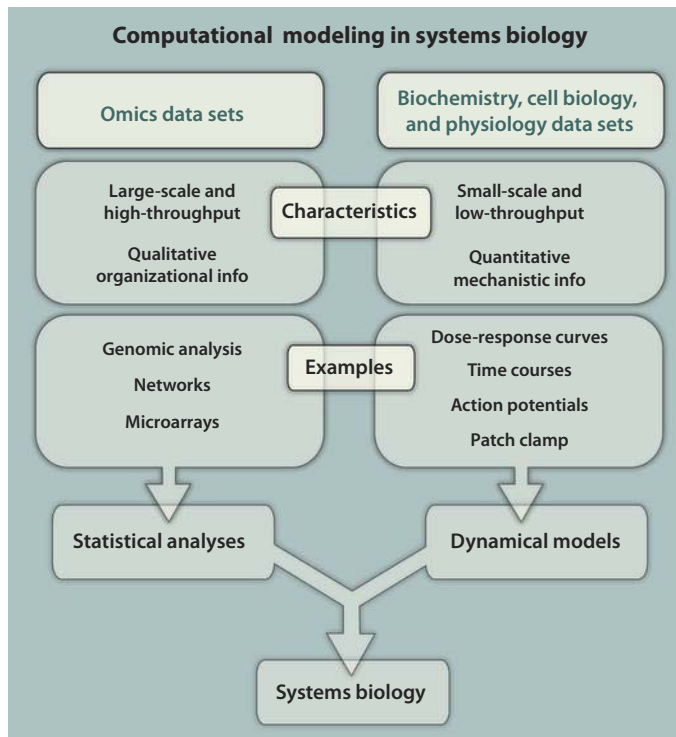 Computational modeling in systems biology
Omics data sets
Biochemistry, cell biology,
and physiology data sets
Large-scale and
high-throughput
Qualitative
organizational info
Characteristics
Small-scale and
low-throughput
Quantitative
mechanistic info
Genomic analysis
Networks
Microarrays
Examples
Dose-response curves
Time courses
Action potentials
Patch clamp
Statistical analyses
Dynamical models
Systems biology